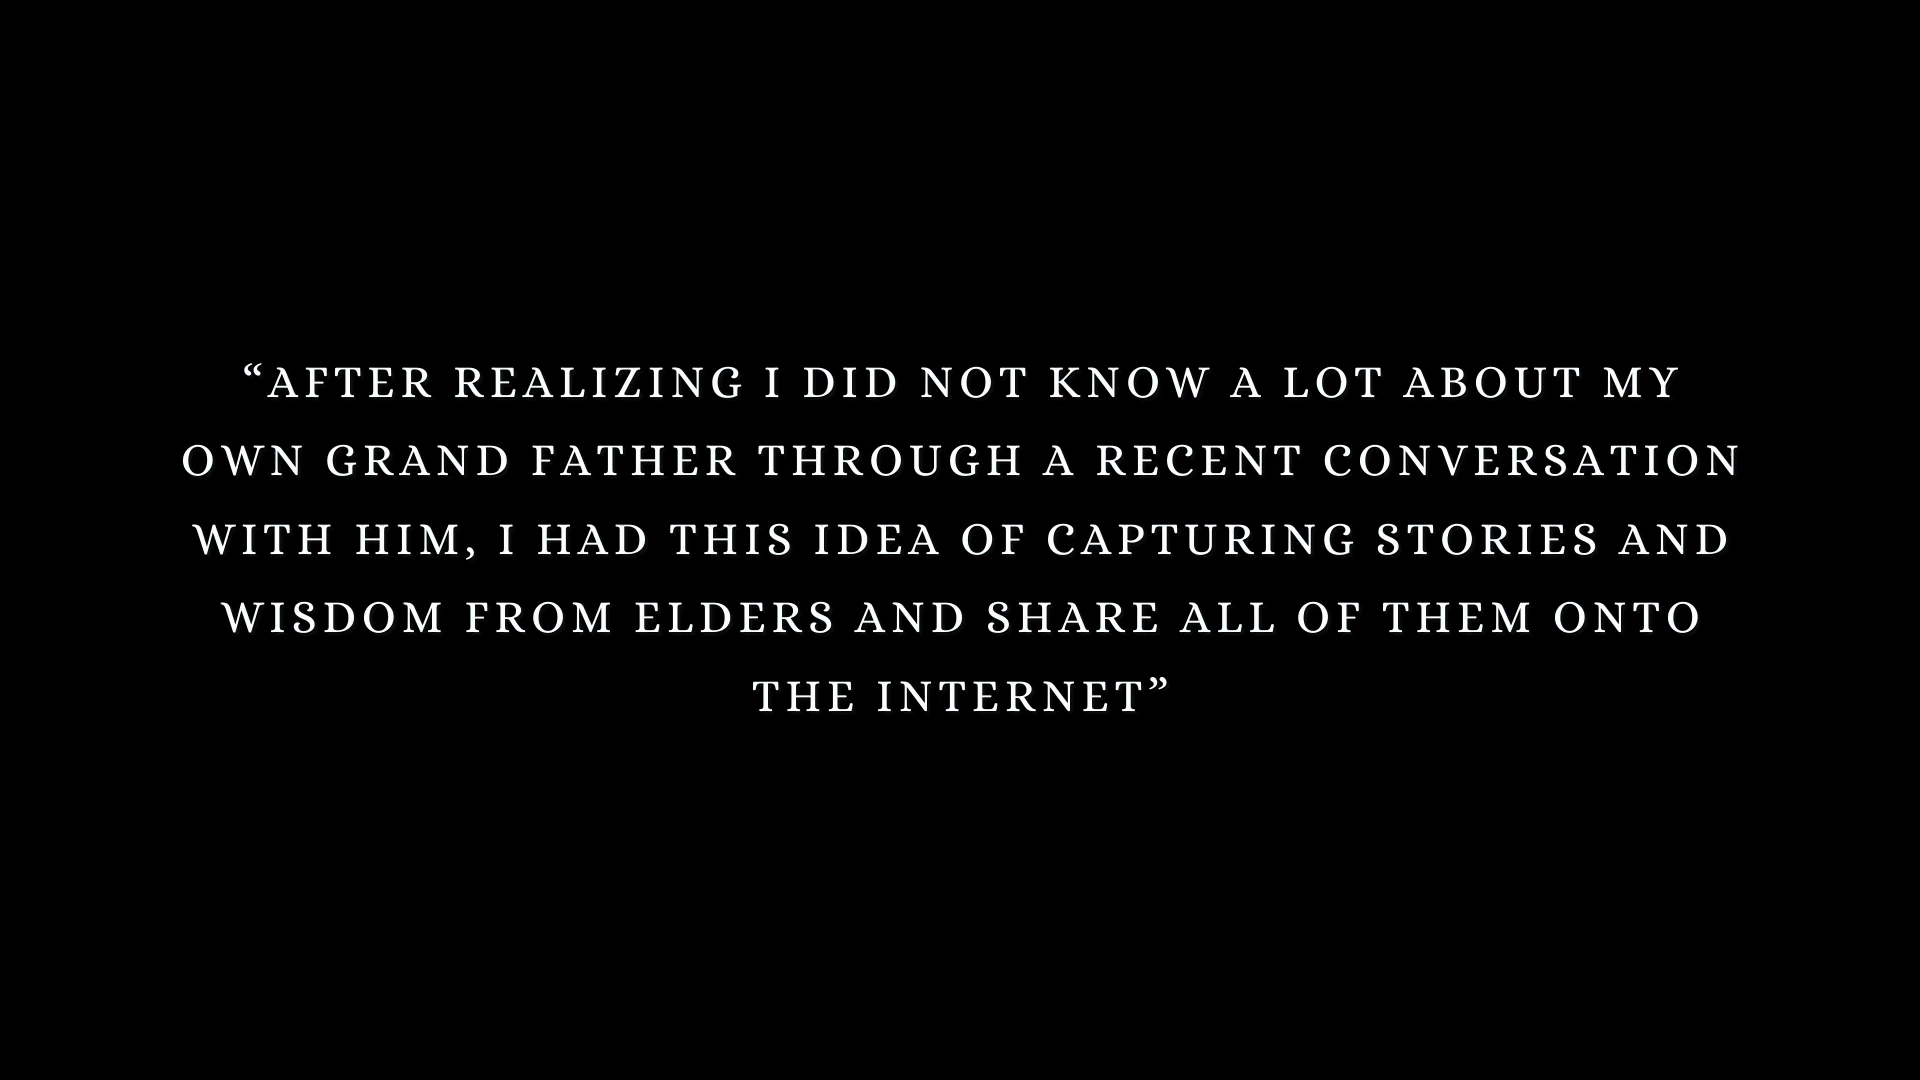 “AFTER REALIZING I DID NOT KNOW A LOT ABOUT MY
OWN GRAND FATHER THROUGH A RECENT CONVERSATION
WITH HIM, I HAD THIS IDEA OF CAPTURING STORIES AND
WISDOM FROM ELDERS AND SHARE ALL OF THEM ONTO
THE INTERNET”